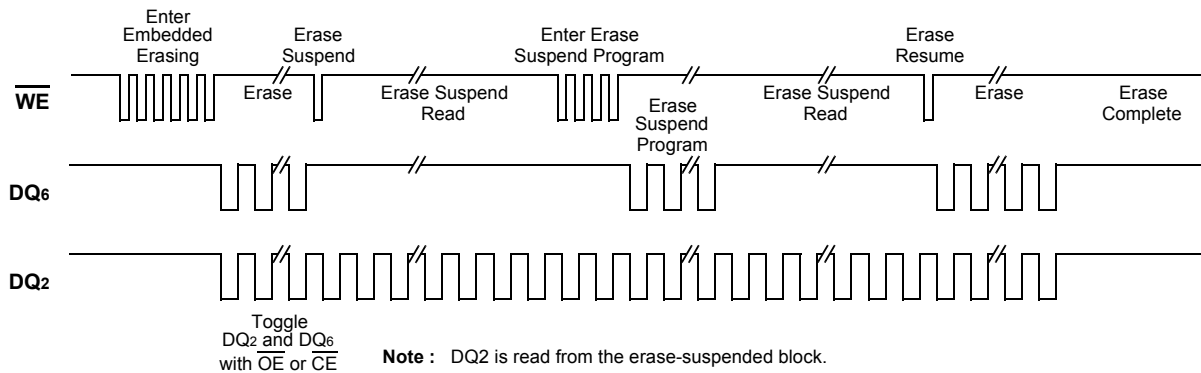 Enter
Embedded
Erasing
Erase
Suspend
Enter Erase
Suspend Program
Erase
Resume
WE
Erase
Erase Suspend
Read
Erase
Suspend
Program
Erase Suspend
Read
Erase
Erase
Complete
DQ6
DQ2
Toggle
DQ2 and DQ6
with OE or CE
Note : DQ2 is read from the erase-suspended block.